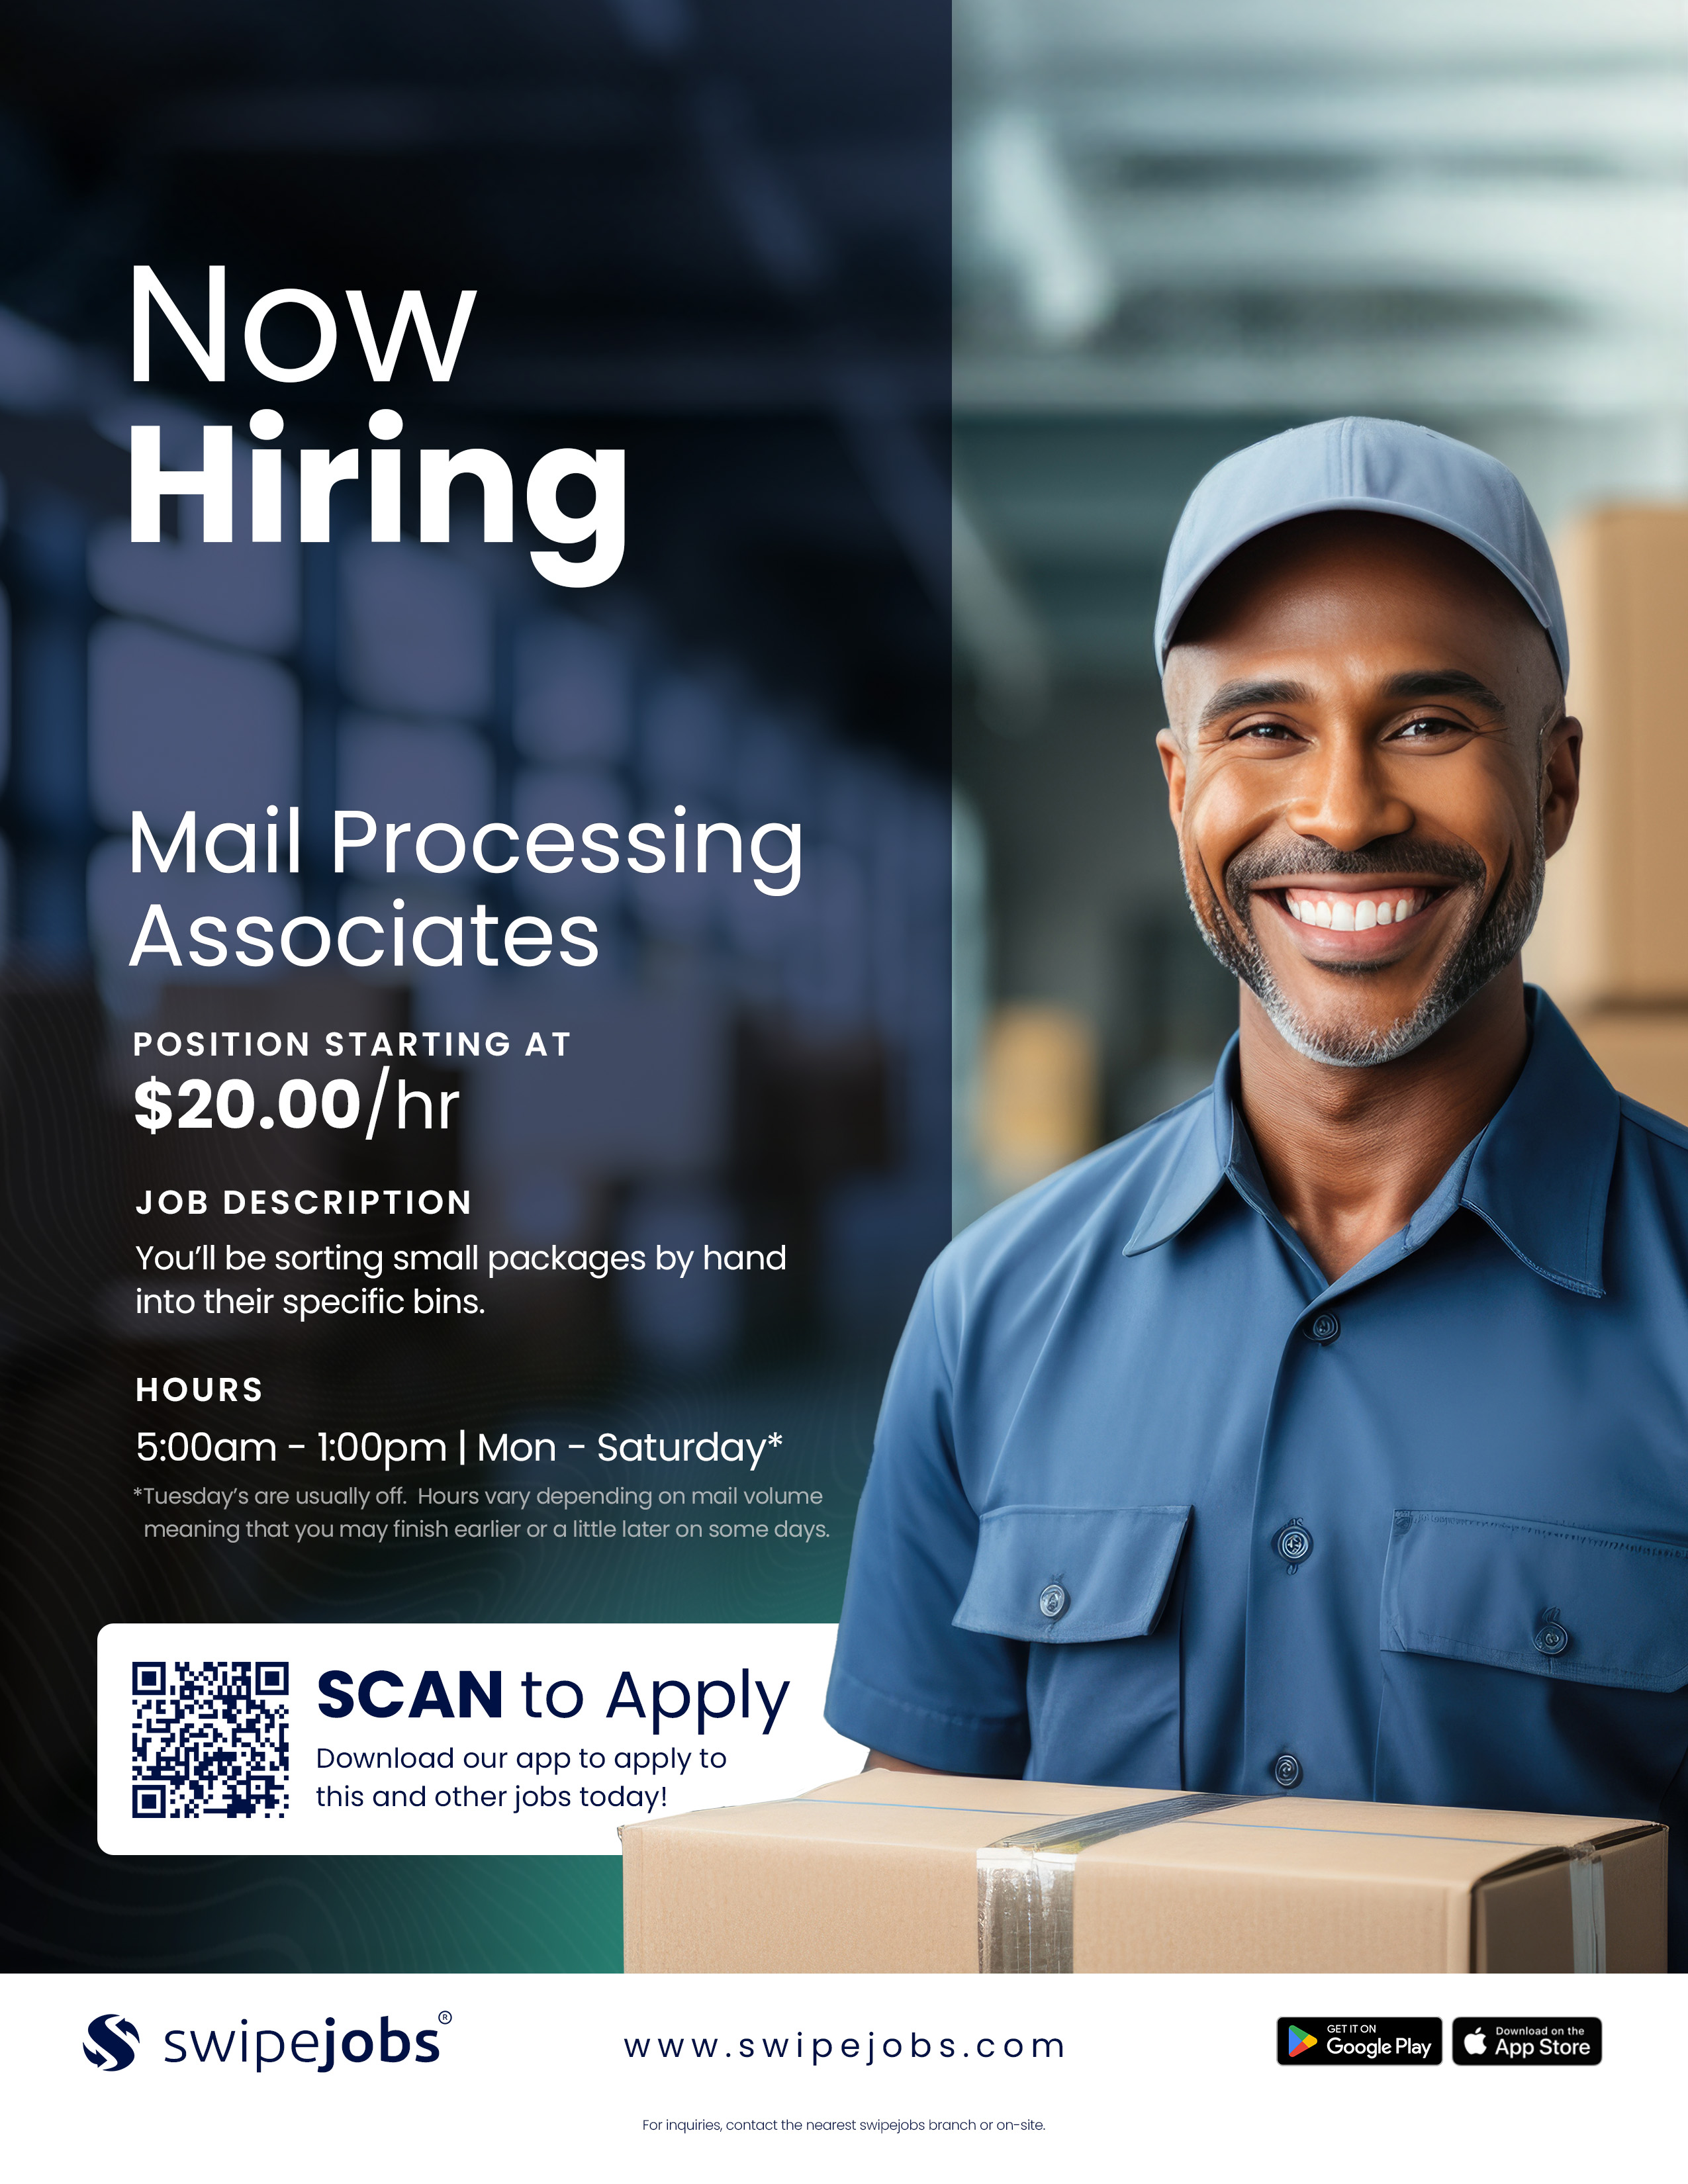 Now
Hiring
Mail Processing
Associates
POSITION STARTING AT
$20.00/hr
JOB DESCRIPTION
You’ll be sorting small packages by hand
into their specific bins.
HOURS
5:00am - 1:00pm | Mon - Saturday*
*Tuesday’s are usually off.  Hours vary depending on mail volume
meaning that you may finish earlier or a little later on some days.
SCAN to Apply
Download our app to apply to
this and other jobs today!
swipejobs®
www.swipejobs.com
GET IT ON
Google Play
Download on the
App Store
For inquiries, contact the nearest swipejobs branch or on-site.